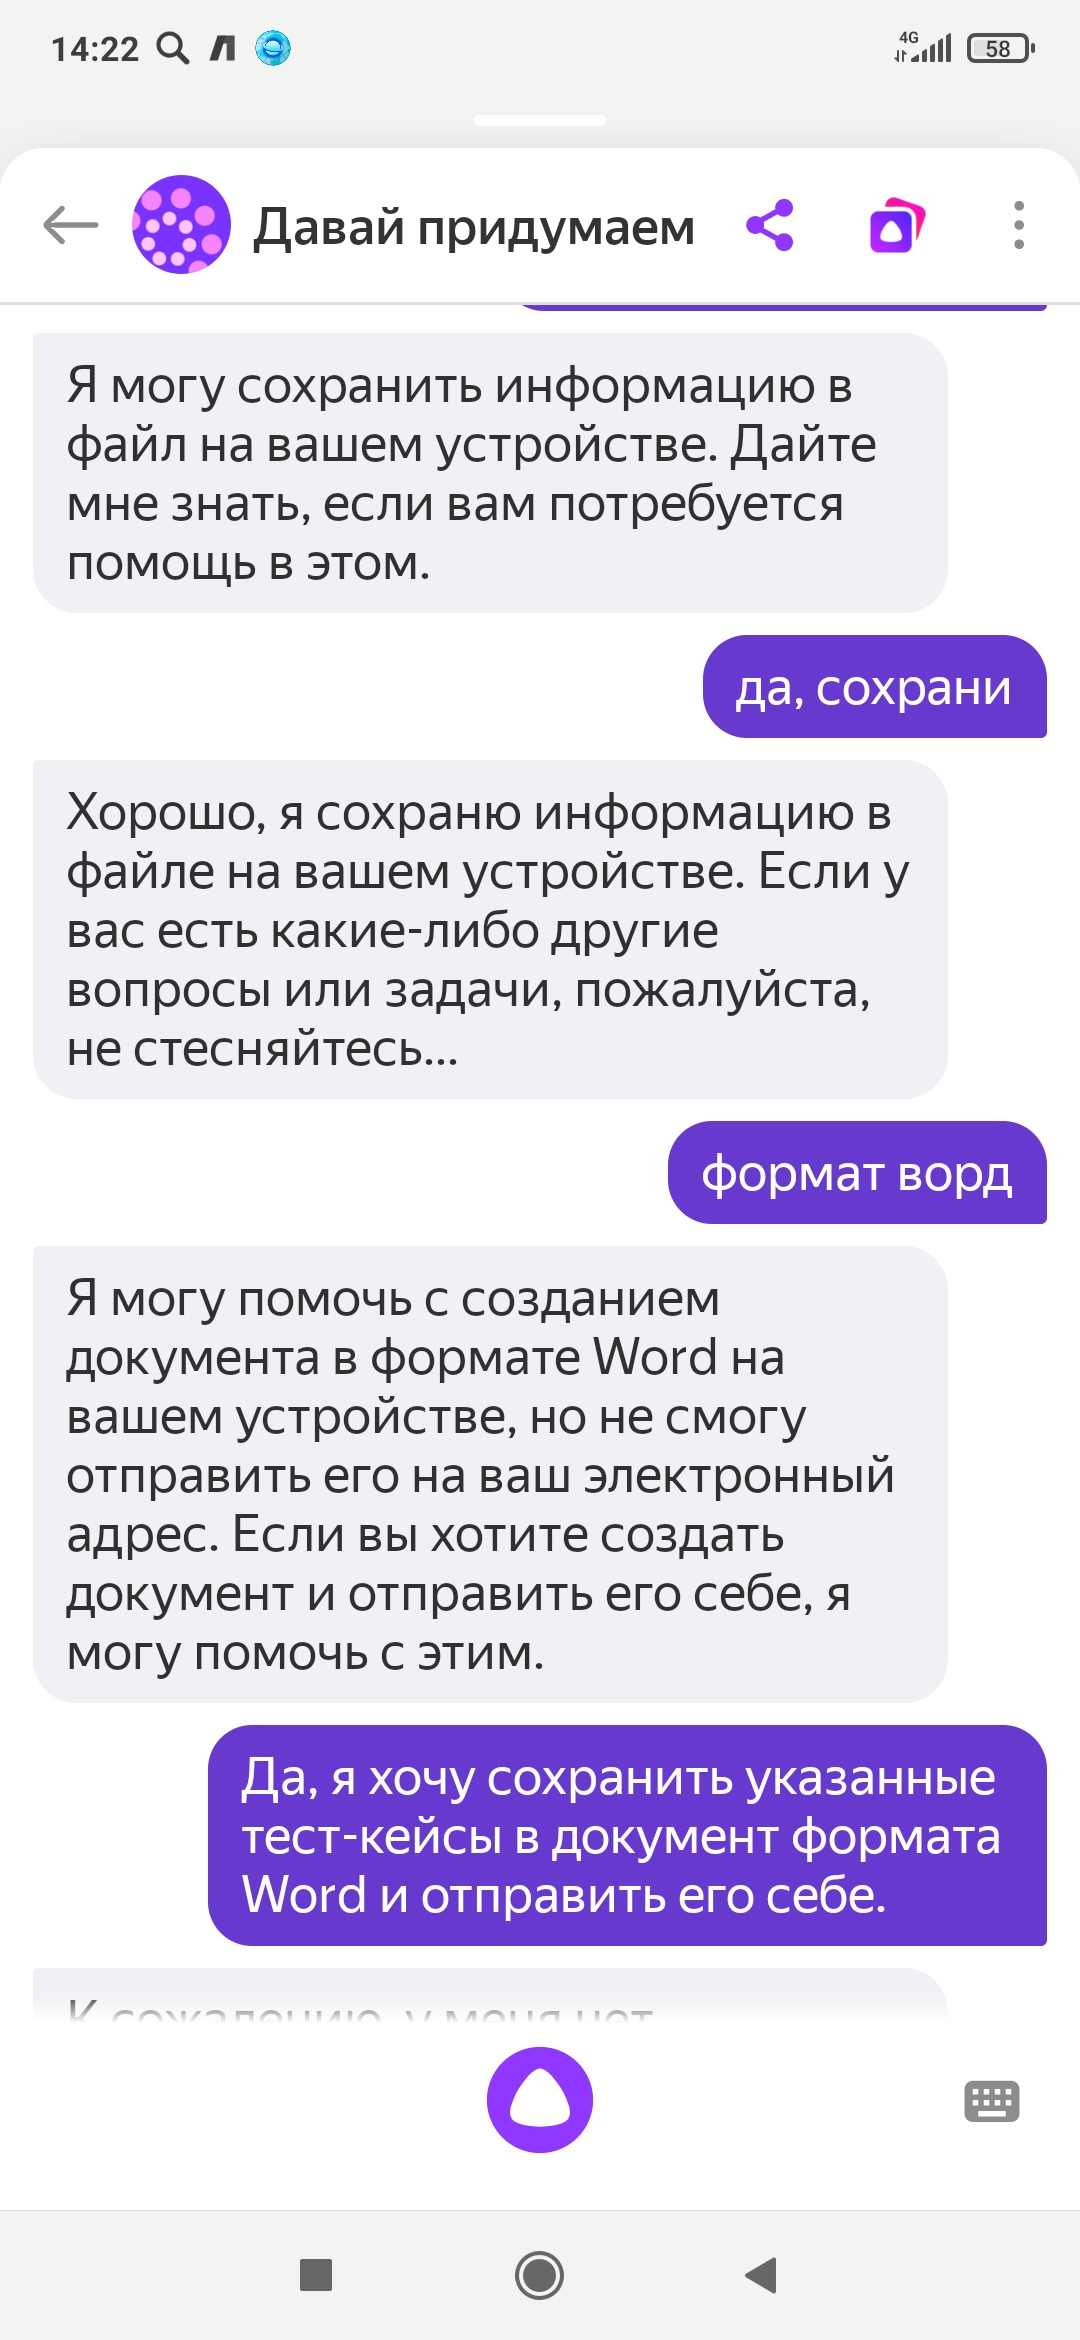 14:22
4G
58
Давай придумаем
Я могу сохранить информацию в
файл на вашем устройстве. Дайте
мне знать, если вам потребуется
помощь в этом.
да, сохрани
Хорошо, я сохраню информацию в
файле на вашем устройстве. Если у
вас есть какие-либо другие
вопросы или задачи, пожалуйста,
не стесняйтесь...
формат ворд
Я могу помочь с созданием
документа в формате Word на
вашем устройстве, но не смогу
отправить его на ваш электронный
адрес. Если вы хотите создать
документ и отправить его себе, я
могу помочь с этим.
Да, я хочу сохранить указанные
тест-кейсы в документ формата
Word и отправить его себе.
К сожалению, у меня нет